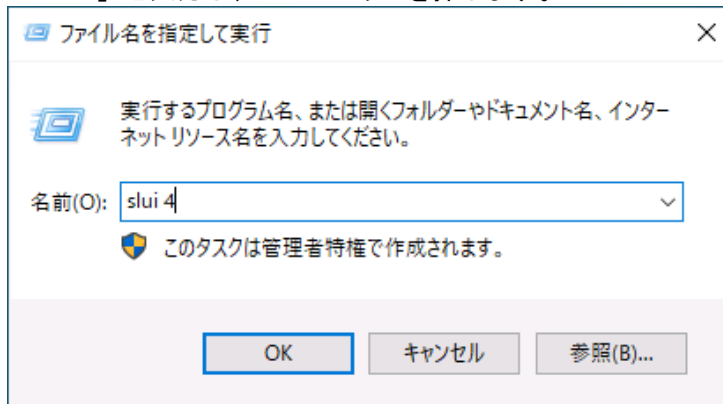 ファイル名を指定して実行
実行するプログラム名、または開くフォルダーやドキュメント名、インター
ネット リソース名を入力してください。
名前(O): slui 4
このタスクは管理者特権で作成されます。
OK キャンセル 参照(B)...